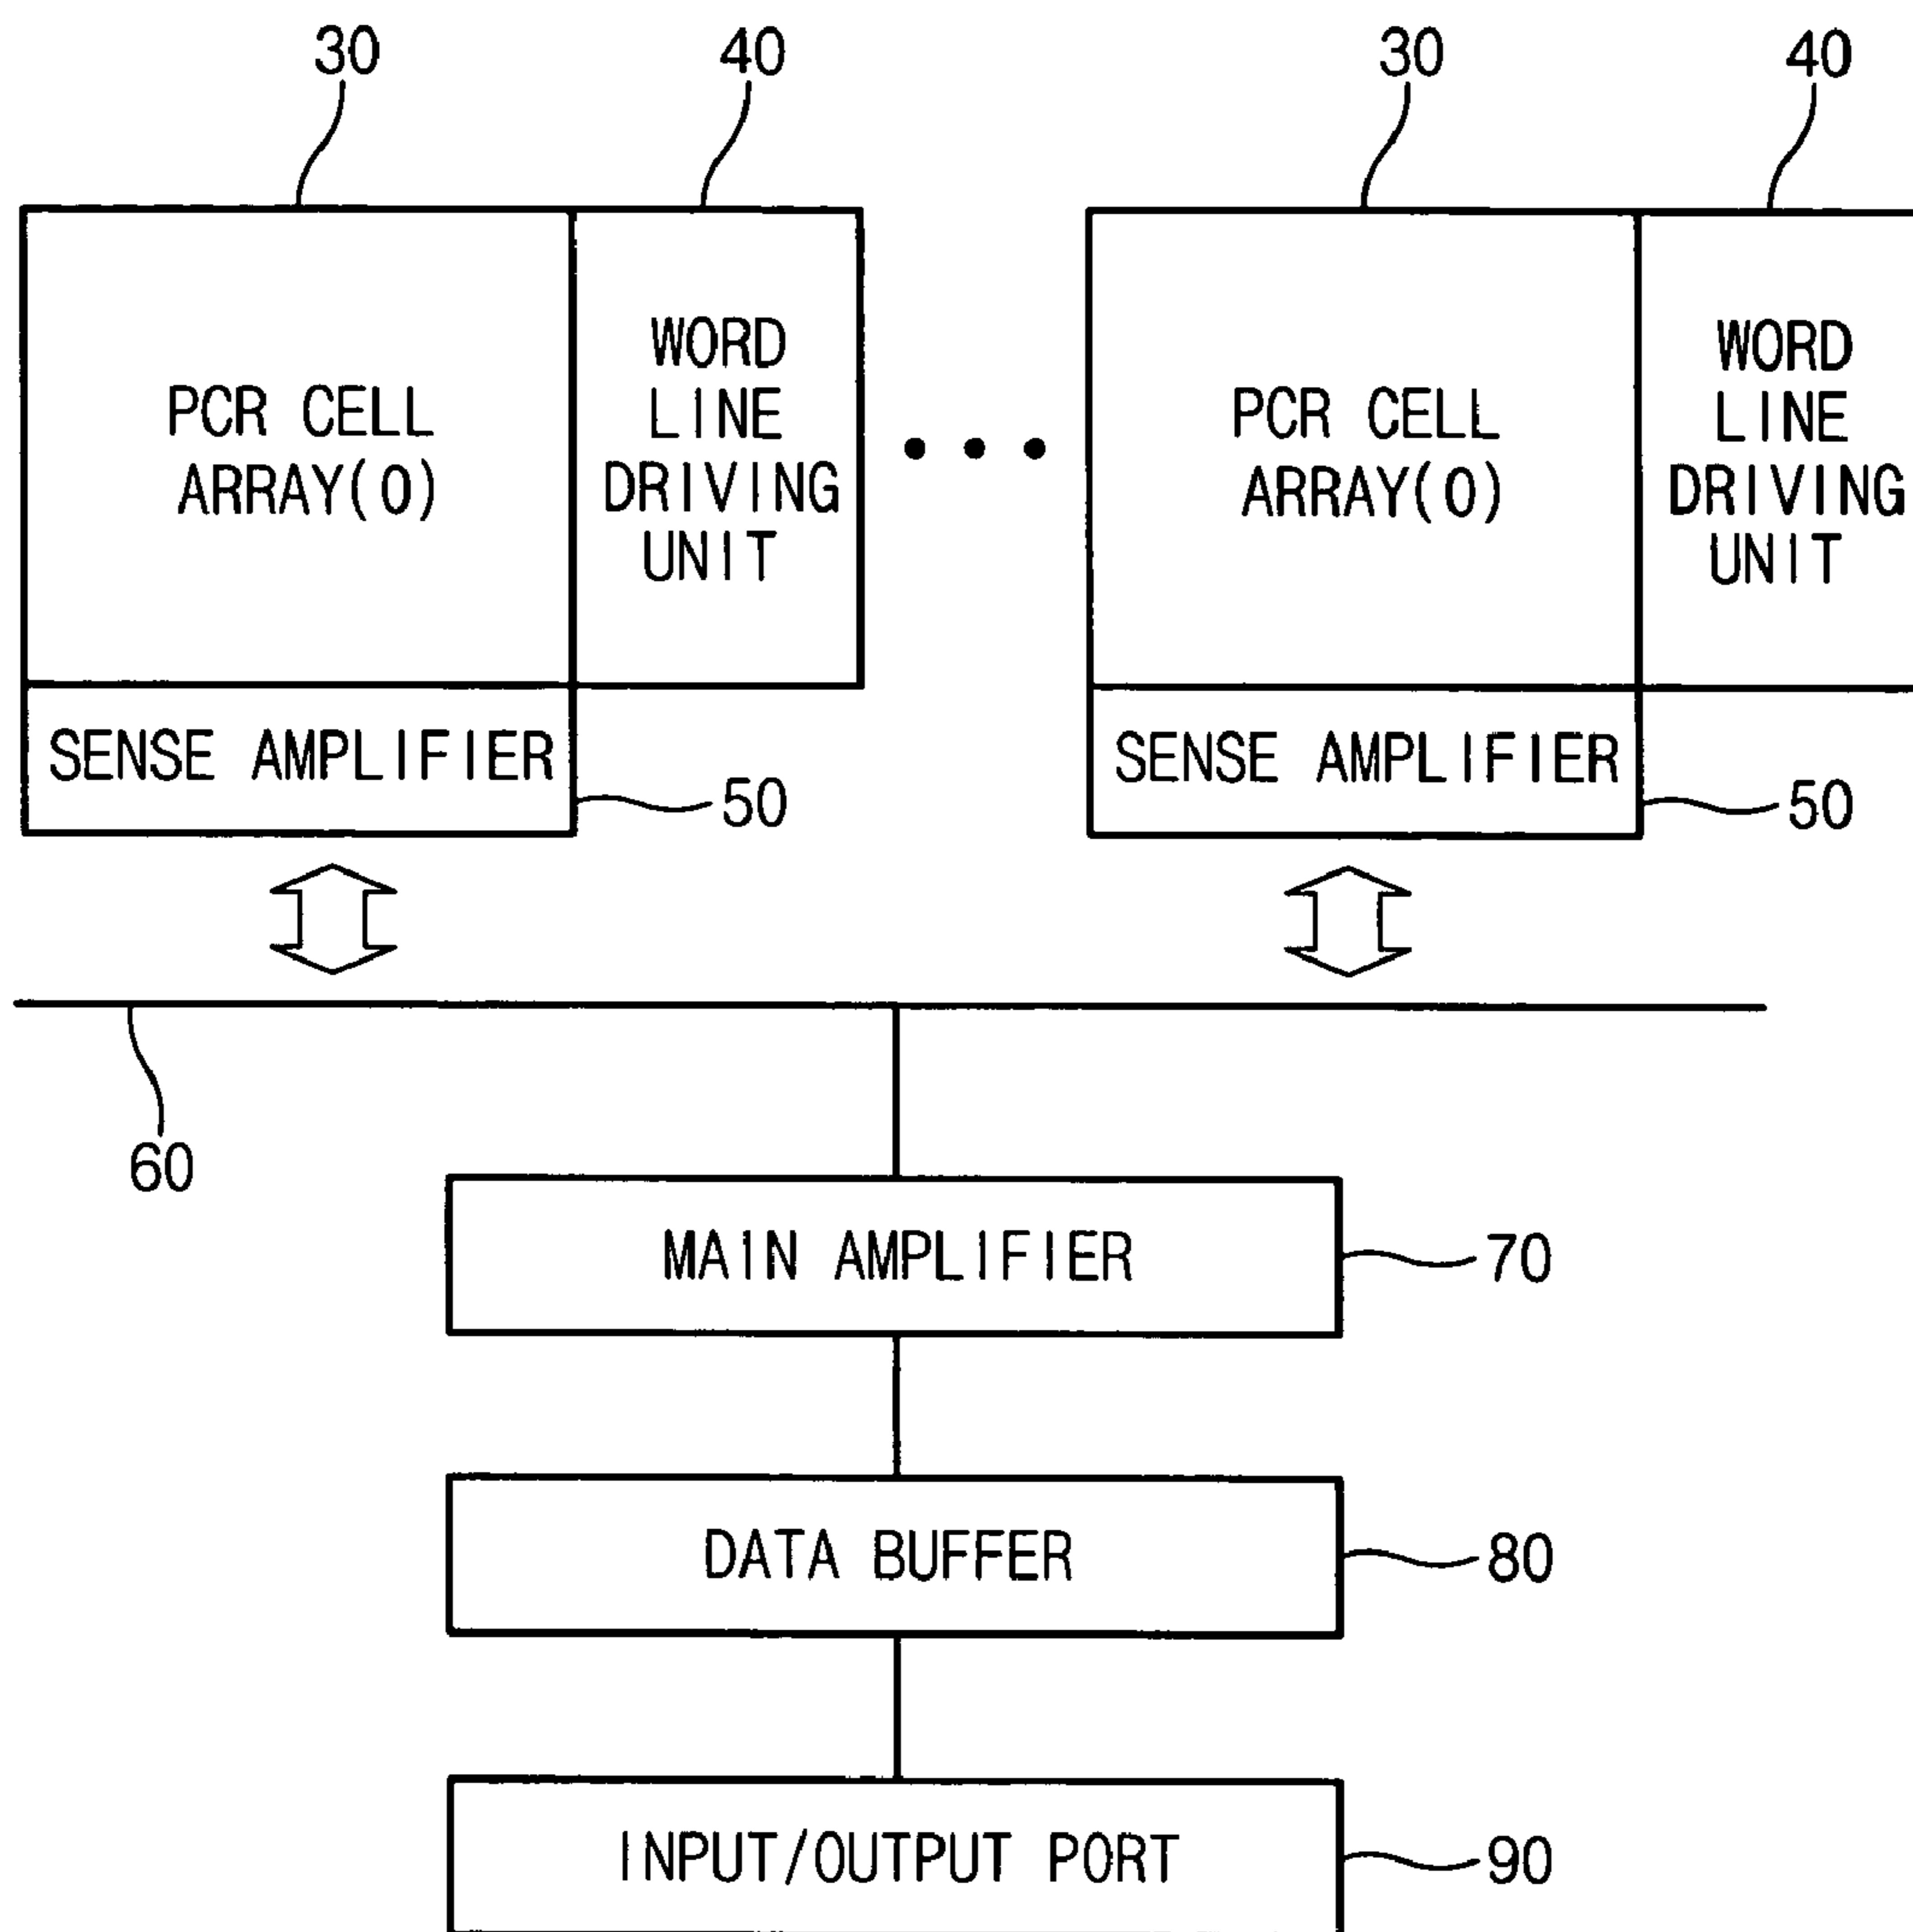 30
40
30
40
PCR CELL
ARRAY(0)
WORD
LINE
DRIVING
UNIT
PCR CELL
ARRAY(0)
WORD
LINE
DRIVING
UNIT
SENSE AMPLIFIER
50
SENSE AMPLIFIER
50
60
MAIN AMPLIFIER
70
DATA BUFFER
80
INPUT/OUTPUT PORT
90